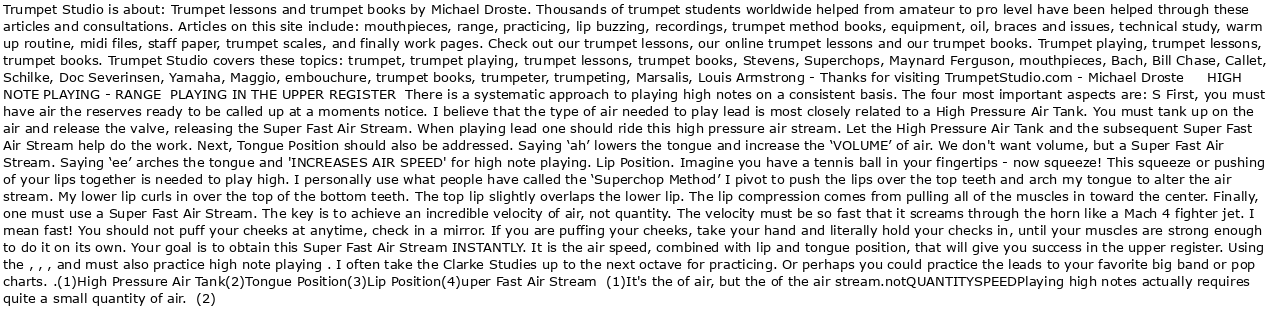 Trumpet Studio is about: Trumpet lessons and trumpet books by Michael Droste. Thousands of trumpet students worldwide helped from amateur to pro level have been helped through these
articles and consultations. Articles on this site include: mouthpieces, range, practicing, lip buzzing, recordings, trumpet method books, equipment, oil, braces and issues, technical study, warm
up routine, midi files, staff paper, trumpet scales, and finally work pages. Check out our trumpet lessons, our online trumpet lessons and our trumpet books. Trumpet playing, trumpet lessons,
trumpet books. Trumpet Studio covers these topics: trumpet, trumpet playing, trumpet lessons, trumpet books, Stevens, Superchops, Maynard Ferguson, mouthpieces, Bach, Bill Chase, Callet,
Schilke, Doc Severinsen, Yamaha, Maggio, embouchure, trumpet books, trumpeter, trumpeting, Marsalis, Louis Armstrong - Thanks for visiting TrumpetStudio.com - Michael Droste    HIGH
NOTE PLAYING - RANGE  PLAYING IN THE UPPER REGISTER  There is a systematic approach to playing high notes on a consistent basis. The four most important aspects are: S First, you must
have air the reserves ready to be called up at a moments notice. I believe that the type of air needed to play lead is most closely related to a High Pressure Air Tank. You must tank up on the
air and release the valve, releasing the Super Fast Air Stream. When playing lead one should ride this high pressure air stream. Let the High Pressure Air Tank and the subsequent Super Fast
Air Stream help do the work. Next, Tongue Position should also be addressed. Saying ‘ah’ lowers the tongue and increase the ‘VOLUME’ of air. We don't want volume, but a Super Fast Air
Stream. Saying ‘ee’ arches the tongue and 'INCREASES AIR SPEED' for high note playing. Lip Position. Imagine you have a tennis ball in your fingertips - now squeeze! This squeeze or pushing
of your lips together is needed to play high. I personally use what people have called the ‘Superchop Method’ I pivot to push the lips over the top teeth and arch my tongue to alter the air
stream. My lower lip curls in over the top of the bottom teeth. The top lip slightly overlaps the lower lip. The lip compression comes from pulling all of the muscles in toward the center. Finally,
one must use a Super Fast Air Stream. The key is to achieve an incredible velocity of air, not quantity. The velocity must be so fast that it screams through the horn like a Mach 4 fighter jet. I
mean fast! You should not puff your cheeks at anytime, check in a mirror. If you are puffing your cheeks, take your hand and literally hold your checks in, until your muscles are strong enough
to do it on its own. Your goal is to obtain this Super Fast Air Stream INSTANTLY. It is the air speed, combined with lip and tongue position, that will give you success in the upper register. Using
the , , , and must also practice high note playing . I often take the Clarke Studies up to the next octave for practicing. Or perhaps you could practice the leads to your favorite big band or pop
charts. .(1)High Pressure Air Tank(2)Tongue Position(3)Lip Position(4)uper Fast Air Stream  (1)It's the of air, but the of the air stream.notQUANTITYSPEEDPlaying high notes actually requires
quite a small quantity of air.  (2)